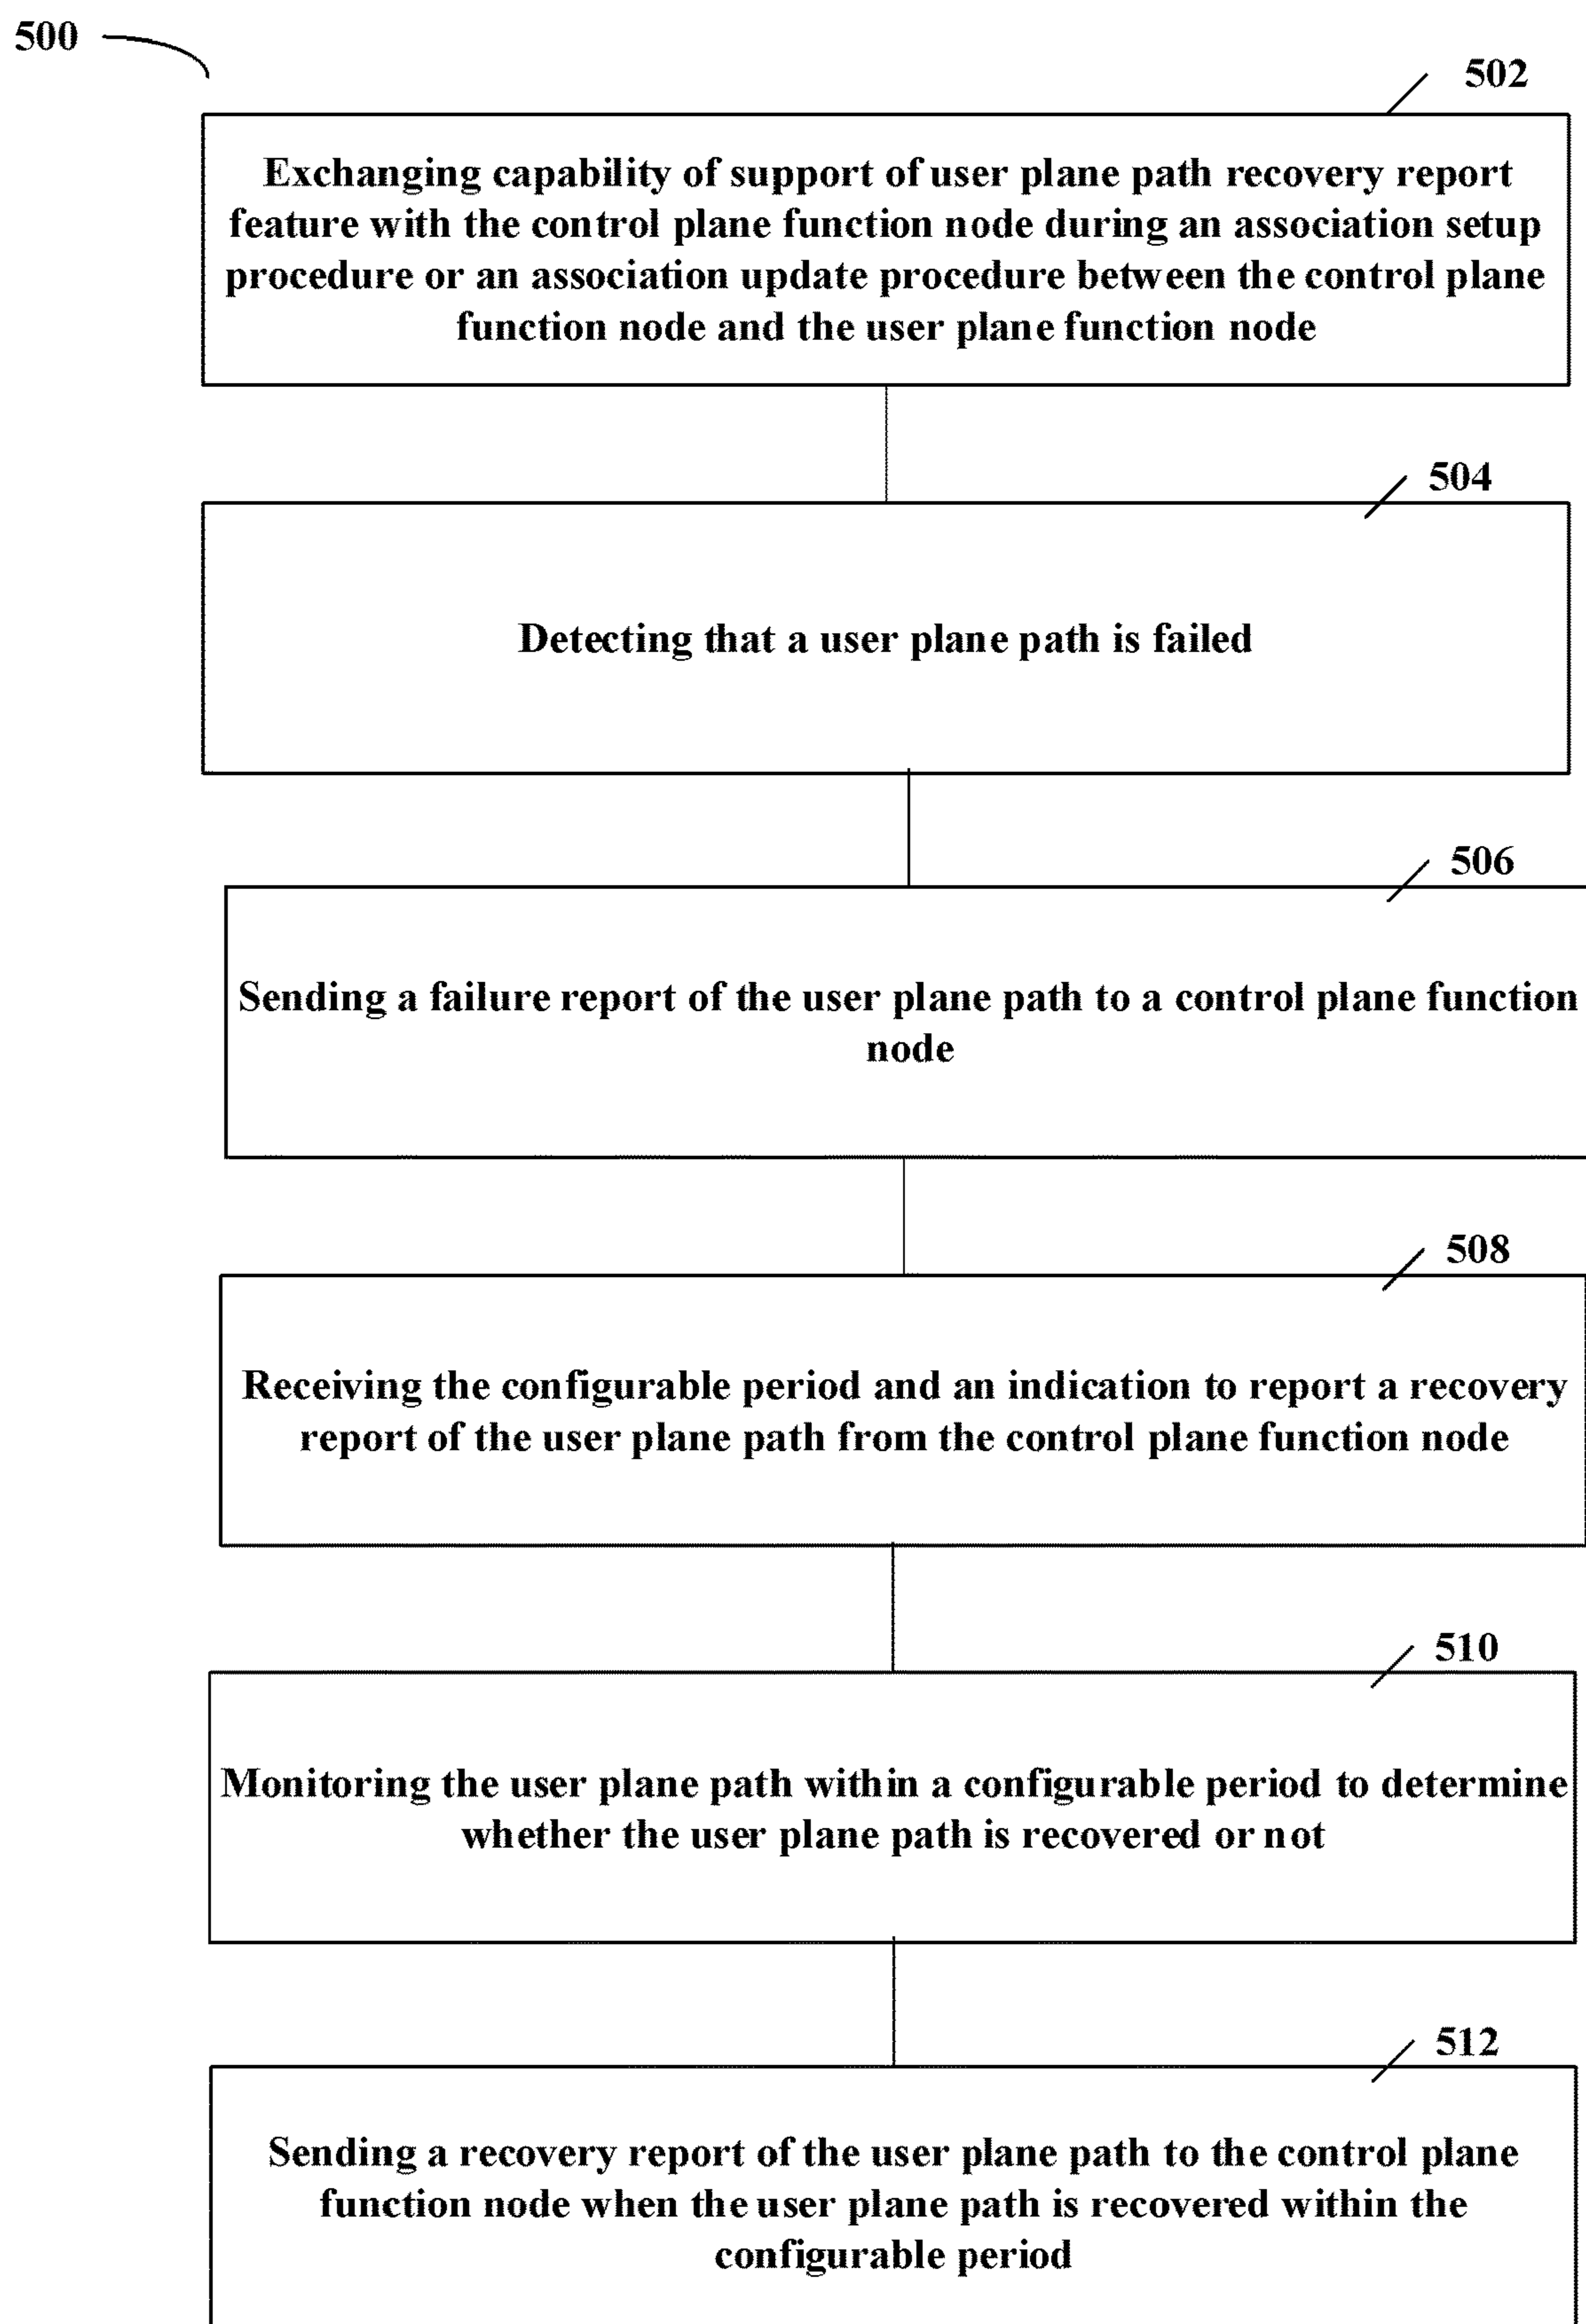 500
502
Exchanging capability of support of user plane path recovery report
feature with the control plane function node during an association setup
procedure or an association update procedure between the control plane
function node and the user plane function node
504
Detecting that a user plane path is failed
506
Sending a failure report of the user plane path to a control plane function
node
508
Receiving the configurable period and an indication to report a recovery
report of the user plane path from the control plane function node
510
Monitoring the user plane path within a configurable period to determine
whether the user plane path is recovered or not
512
Sending a recovery report of the user plane path to the control plane
function node when the user plane path is recovered within the
configurable period